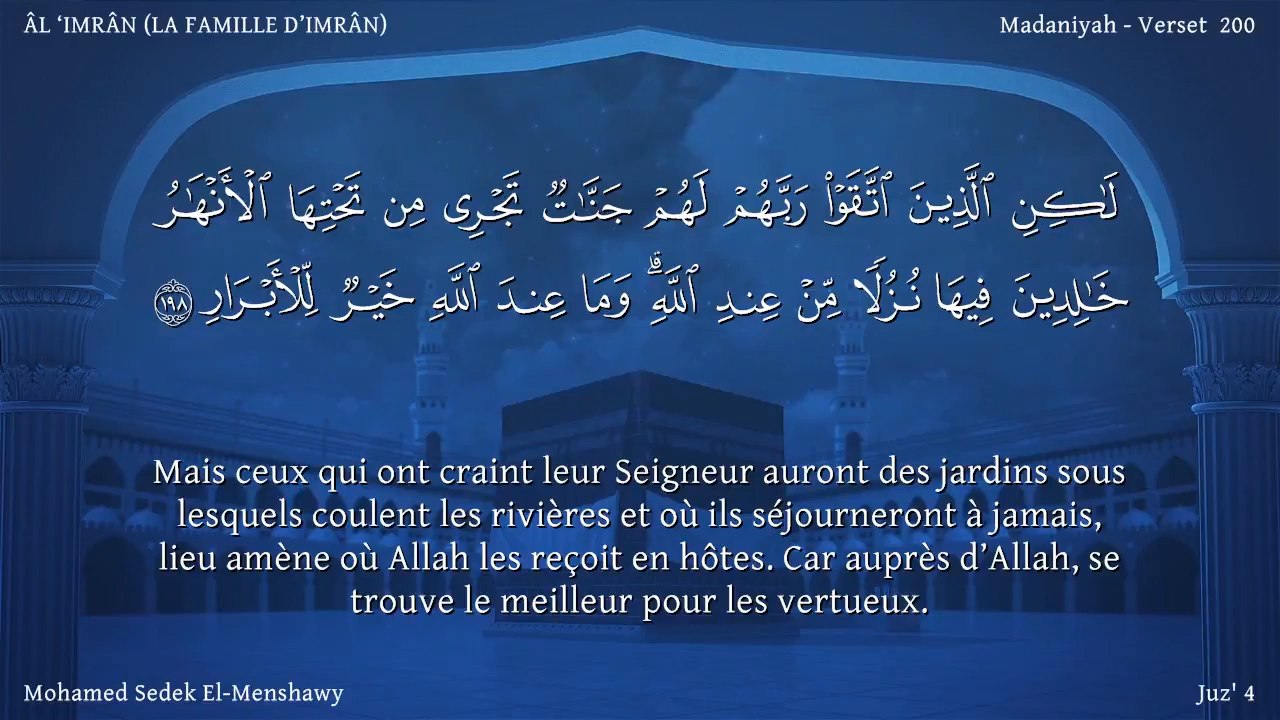 ÂL ‘IMRÂN (LA FAMILLE D’IMRÂN)
Madaniyah - Verset 200
لَٰكِنِ ٱلَّذِينَ ٱتَّقَوْا۟ رَبَّهُمْ لَهُمْ جَنَّٰتٌ تَجْرِى مِن تَحْتِهَا ٱلْأَنْهَٰرُ
خَٰلِدِينَ فِيهَا نُزُلًا مِّنْ عِندِ ٱللَّهِ ۗ وَمَا عِندَ ٱللَّهِ خَيْرٌ لِّلْأَبْرَارِ ١٩٨
Mais ceux qui ont craint leur Seigneur auront des jardins sous
lesquels coulent les rivières et où ils séjourneront à jamais,
lieu amène où Allah les reçoit en hôtes. Car auprès d’Allah, se
trouve le meilleur pour les vertueux.
Mohamed Sedek El-Menshawy
Juz' 4